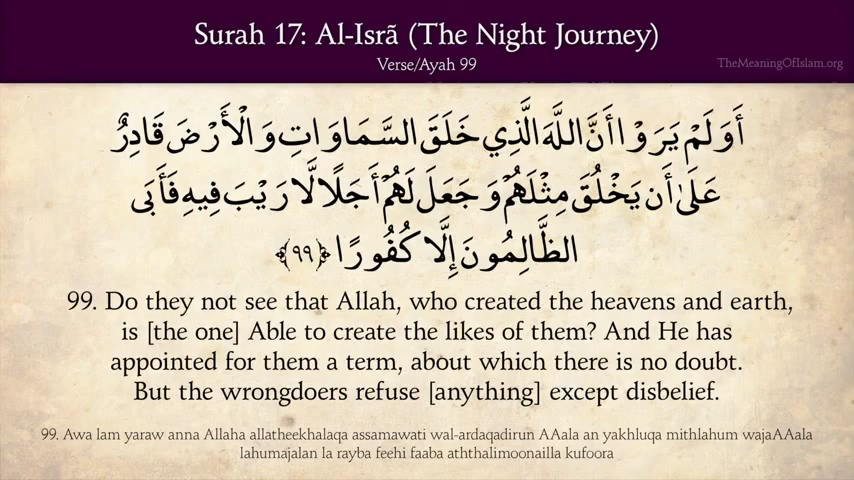 Surah 17: Al-Isrã (The Night Journey)
Verse/Ayah 99
TheMeaningOfIslam.org
أَوَلَمْ يَرَوْا أَنَّ اللَّهَ الَّذِي خَلَقَ السَّمَاوَاتِ وَالْأَرْضَ قَادِرٌ
عَلَىٰ أَن يَخْلُقَ مِثْلَهُمْ وَجَعَلَ لَهُمْ أَجَلًا لَّا رَيْبَ فِيهِ فَأَبَى
الظَّالِمُونَ إِلَّا كُفُورًا ﴿٩٩﴾
99. Do they not see that Allah, who created the heavens and earth,
is [the one] Able to create the likes of them? And He has
appointed for them a term, about which there is no doubt.
But the wrongdoers refuse [anything] except disbelief.
99. Awa lam yaraw anna Allaha allatheekhalaqa assamawati wal-ardaqadirun AAala an yakhluqa mithlahum wajaAAala
lahumajalan la rayba feehi faaba aththalimoonailla kufoora